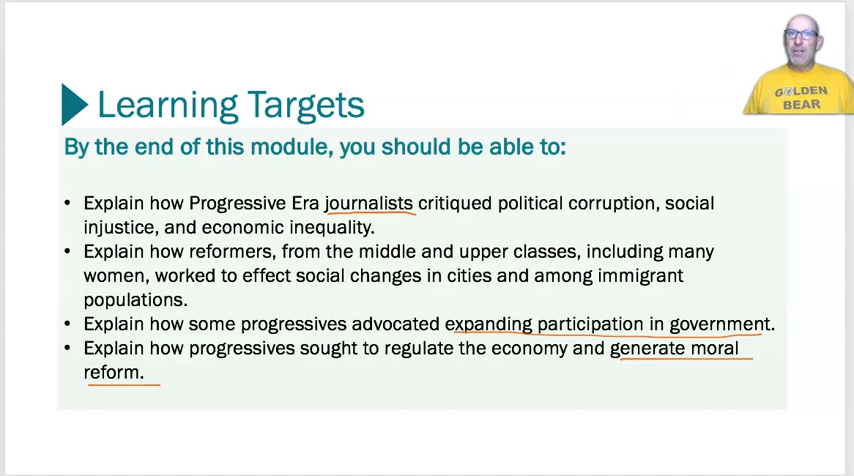 GOLDEN
BEAR
Learning Targets
By the end of this module, you should be able to:
• Explain how Progressive Era journalists critiqued political corruption, social
injustice, and economic inequality.
• Explain how reformers, from the middle and upper classes, including many
women, worked to effect social changes in cities and among immigrant
populations.
• Explain how some progressives advocated expanding participation in government.
• Explain how progressives sought to regulate the economy and generate moral
reform.